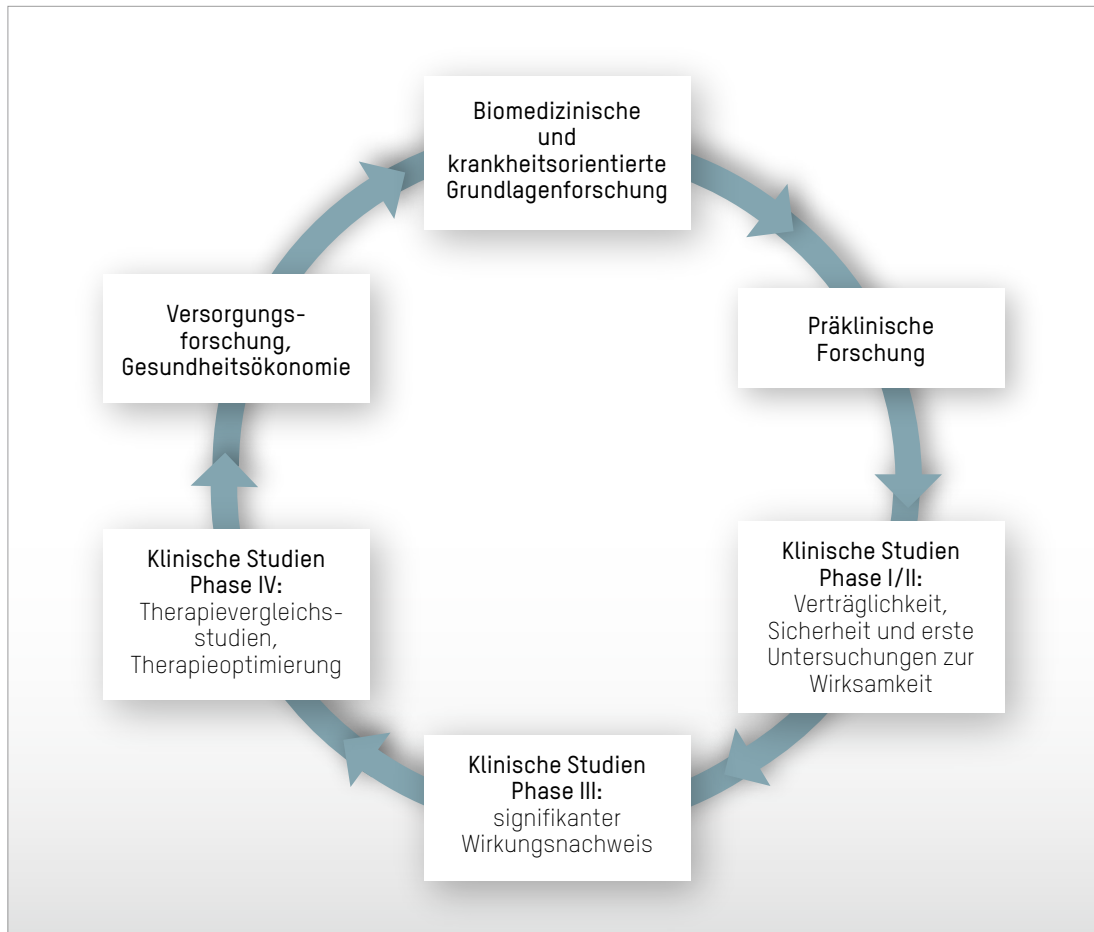 Biomedizinische
und
krankheitsorientierte
Grundlagenforschung
Präklinische
Forschung
Klinische Studien
Phase I/II:
Verträglichkeit,
Sicherheit und erste
Untersuchungen zur
Wirksamkeit
Klinische Studien
Phase III:
signifikanter
Wirkungsnachweis
Klinische Studien
Phase IV:
Therapievergleichs-
studien,
Therapieoptimierung
Versorgungs-
forschung,
Gesundheitsökonomie